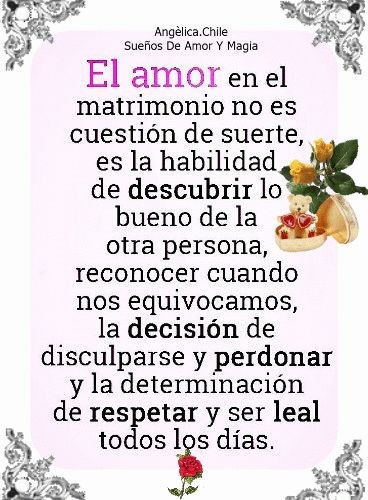 Angèlica.Chile
Sueños De Amor Y Magia
El amor en el
matrimonio no es
cuestión de suerte,
es la habilidad
de descubrir lo
bueno de la
otra persona,
reconocer cuando
nos equivocamos,
la decisión de
disculparse y perdonar
y la determinación
de respetar y ser leal
todos los días.